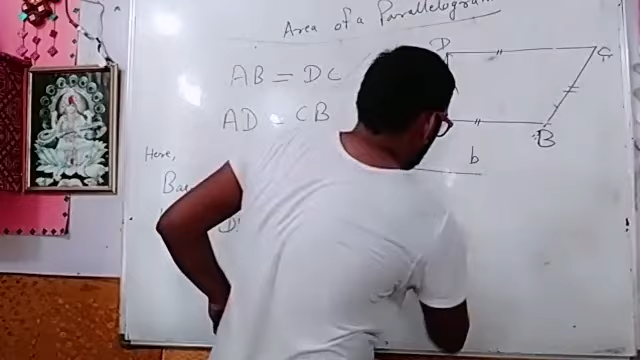 Area of a Parallelogram
D C
AB = DC
AD = CB
B
Here,
b